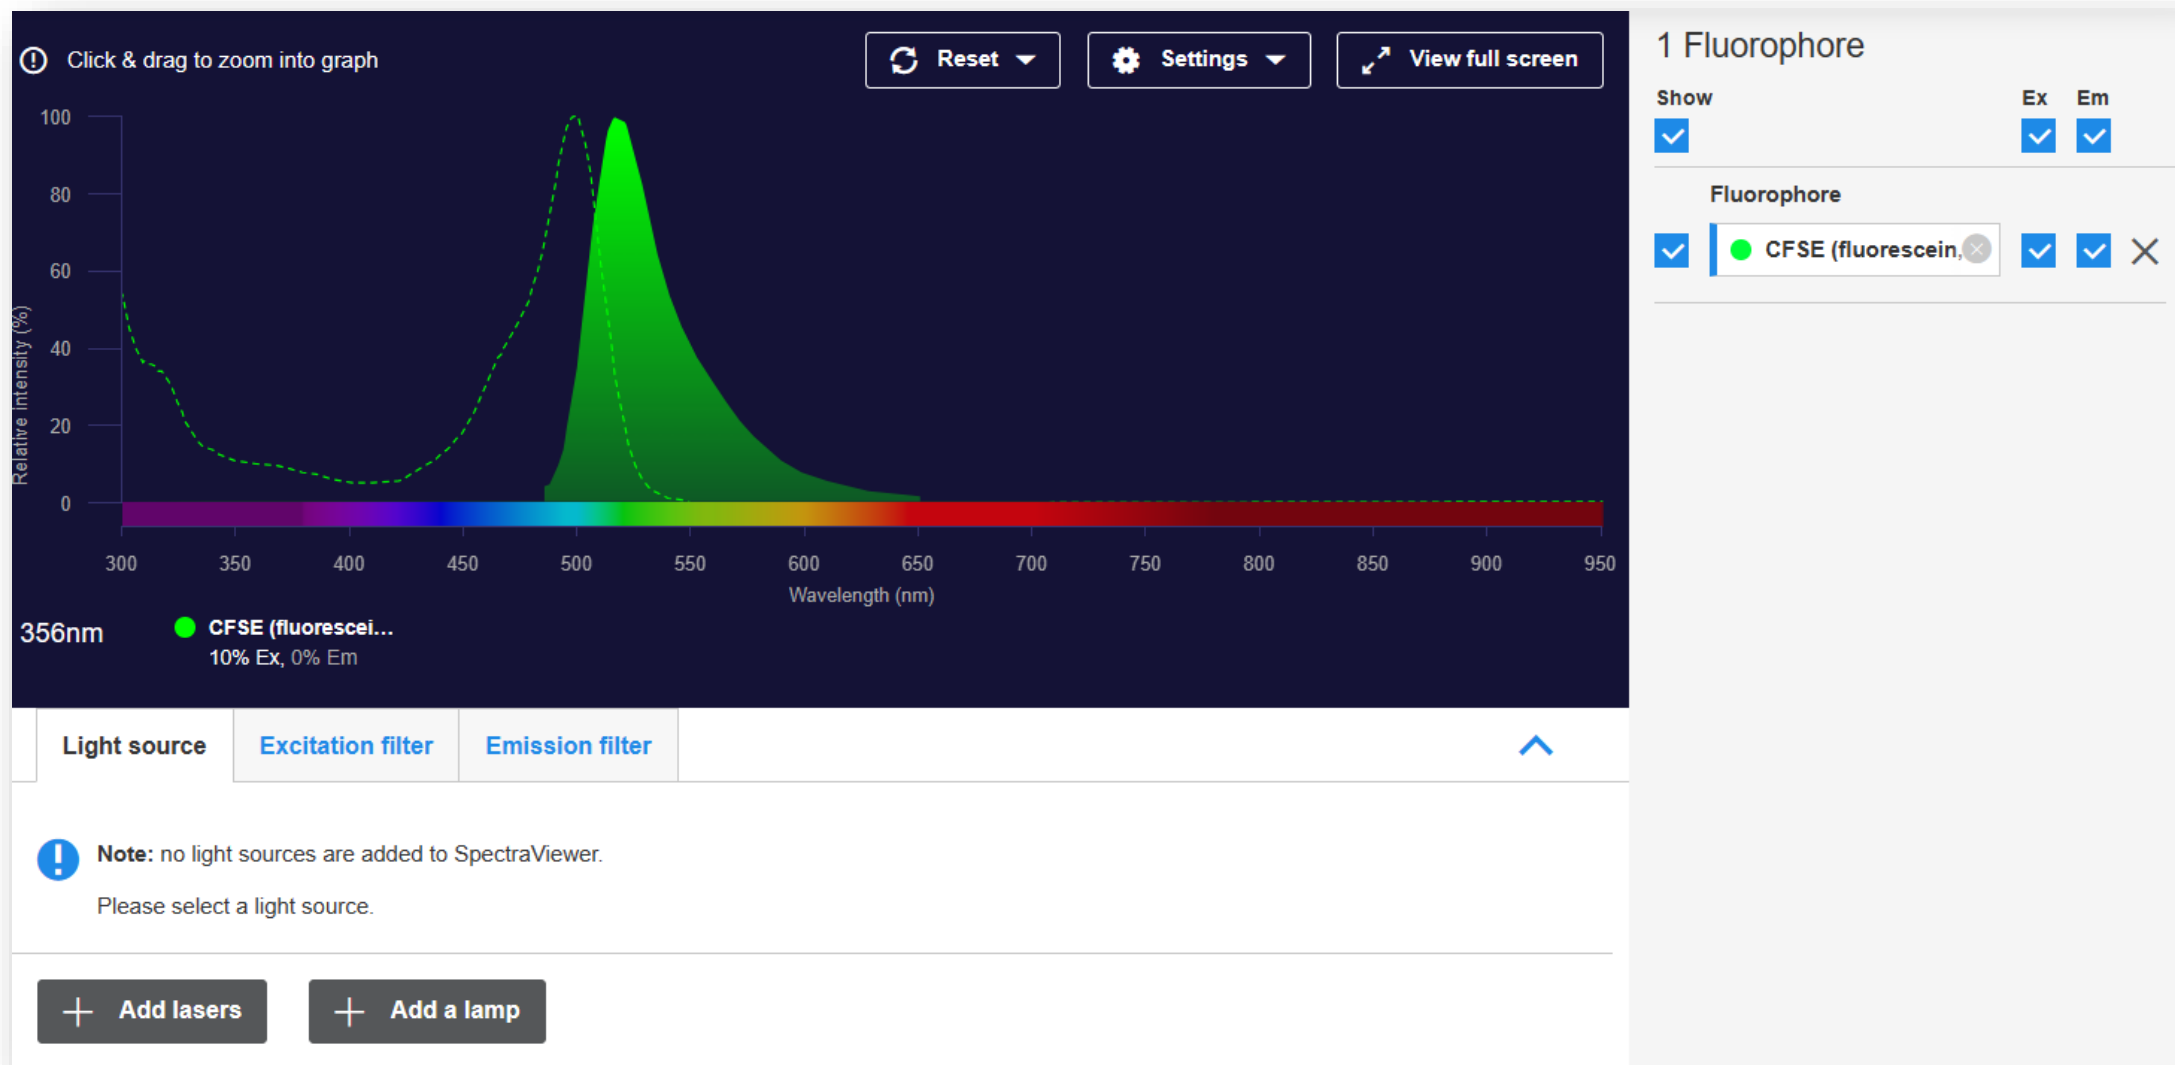 Click & drag to zoom into graph
Reset
Settings
View full screen
100
80
60
40
20
0
Relative intensity (%)
300 350 400 450 500 550 600 650 700 750 800 850 900 950
Wavelength (nm)
356nm
CFSE (fluorescei...
10% Ex, 0% Em
1 Fluorophore
Show Ex Em
Fluorophore
CFSE (fluorescein,
Light source
Excitation filter
Emission filter
Note: no light sources are added to SpectraViewer.
Please select a light source.
Add lasers
Add a lamp